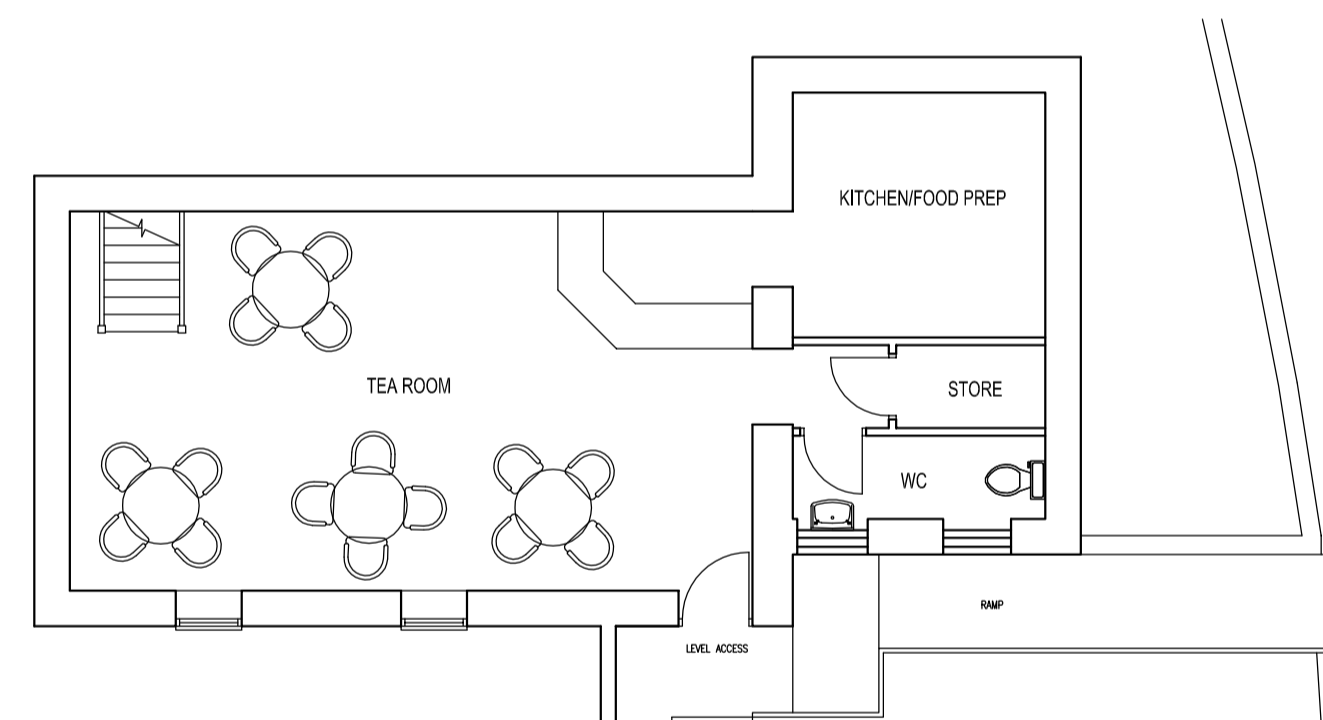 KITCHEN/FOOD PREP
TEA ROOM
STORE
WC
RAMP
LEVEL ACCESS